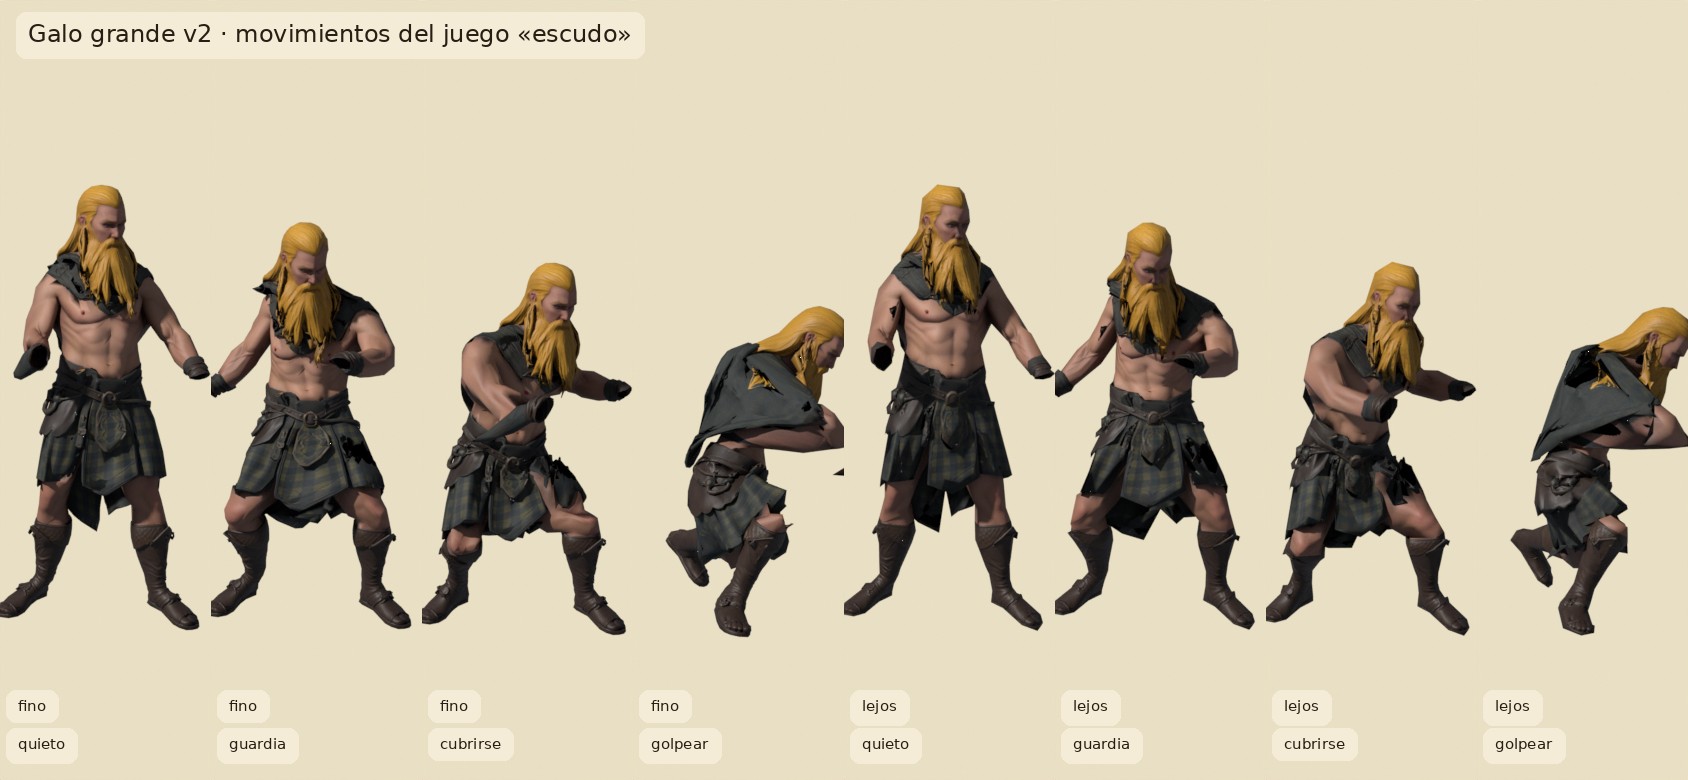 Galo grande v2 · movimientos del juego «escudo»
fino
fino
fino
fino
lejos
lejos
lejos
lejos
quieto
guardia
cubrirse
golpear
quieto
guardia
cubrirse
golpear